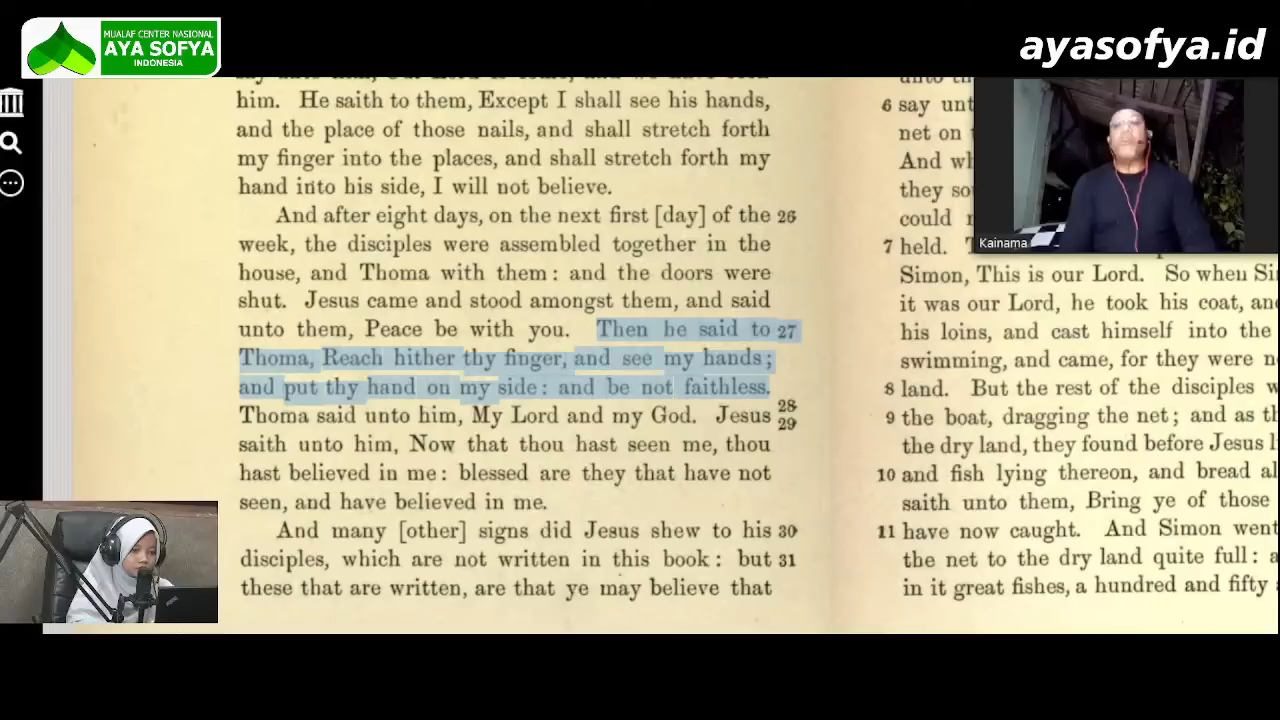 MUALAF CENTER NASIONAL
AYA SOFYA
INDONESIA
ayasofya.id
him. He saith to them, Except I shall see his hands,
and the place of those nails, and shall stretch forth
my finger into the places, and shall stretch forth my
hand into his side, I will not believe.
And after eight days, on the next first [day] of the 26
week, the disciples were assembled together in the
house, and Thoma with them: and the doors were
shut. Jesus came and stood amongst them, and said
unto them, Peace be with you. Then he said to 27
Thoma, Reach hither thy finger, and see my hands;
and put thy hand on my side: and be not faithless.
Thoma said unto him, My Lord and my God. Jesus 28 29
saith unto him, Now that thou hast seen me, thou
hast believed in me: blessed are they that have not
seen, and have believed in me.
And many [other] signs did Jesus shew to his 30
disciples, which are not written in this book: but 31
these that are written, are that ye may believe that
6 say unt
net on
And wh
they so
could
7 held.
Simon, This is our Lord. So when Si
it was our Lord, he took his coat, an
his loins, and cast himself into the
swimming, and came, for they were n
8 land. But the rest of the disciples w
9 the boat, dragging the net; and as th
the dry land, they found before Jesus
10 and fish lying thereon, and bread a
saith unto them, Bring ye of those
11 have now caught. And Simon went
the net to the dry land quite full:
in it great fishes, a hundred and fifty
Kainama